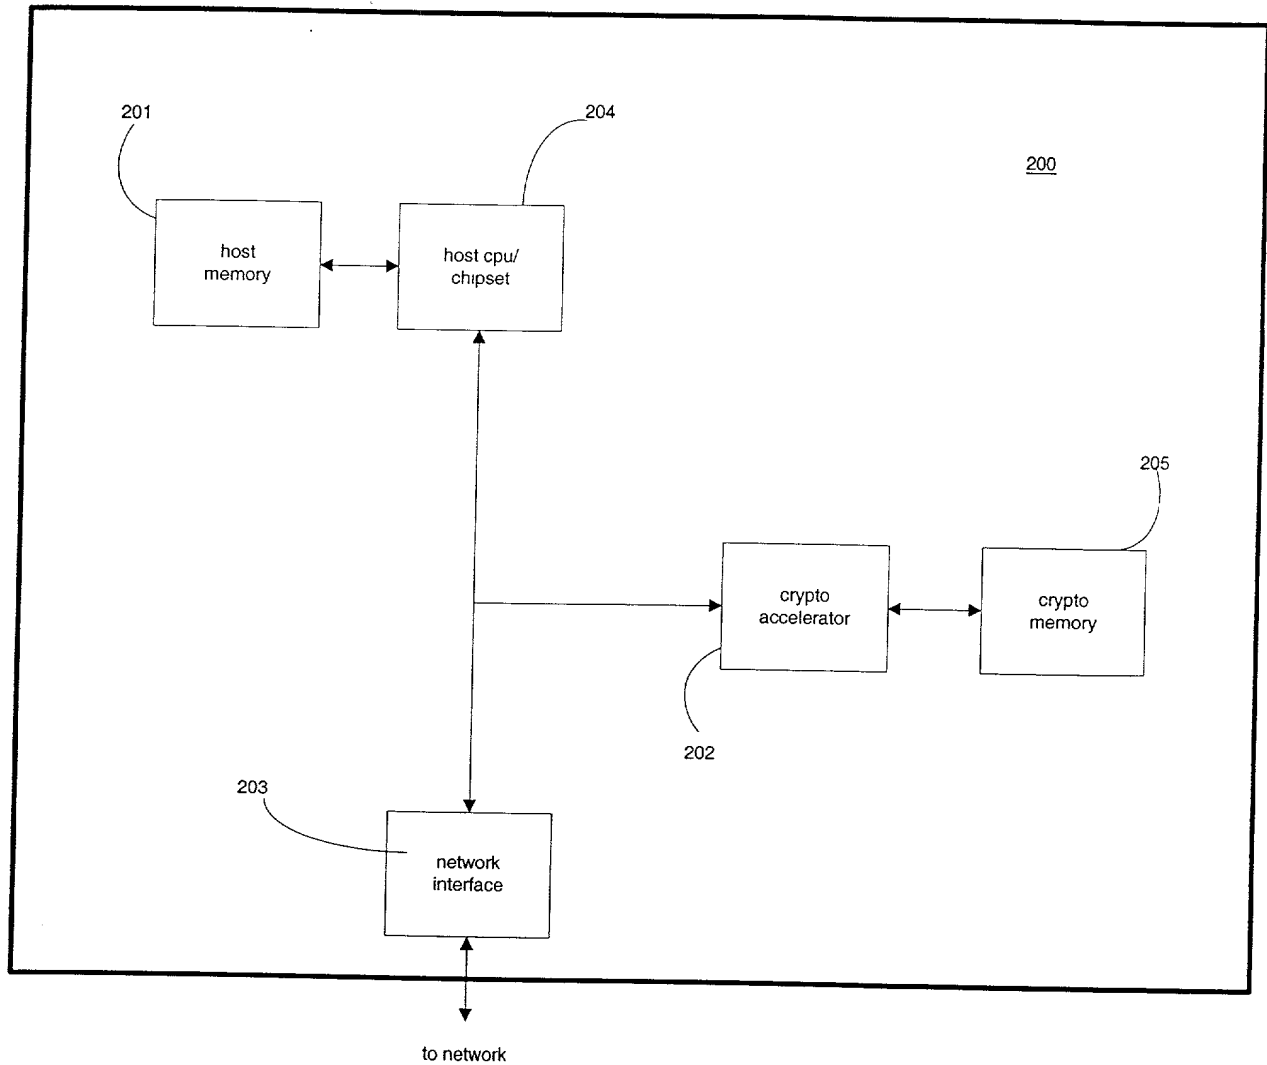 201
204
200
host
memory
host cpu/
chipset
205
crypto
accelerator
crypto
memory
202
203
network
interface
to network